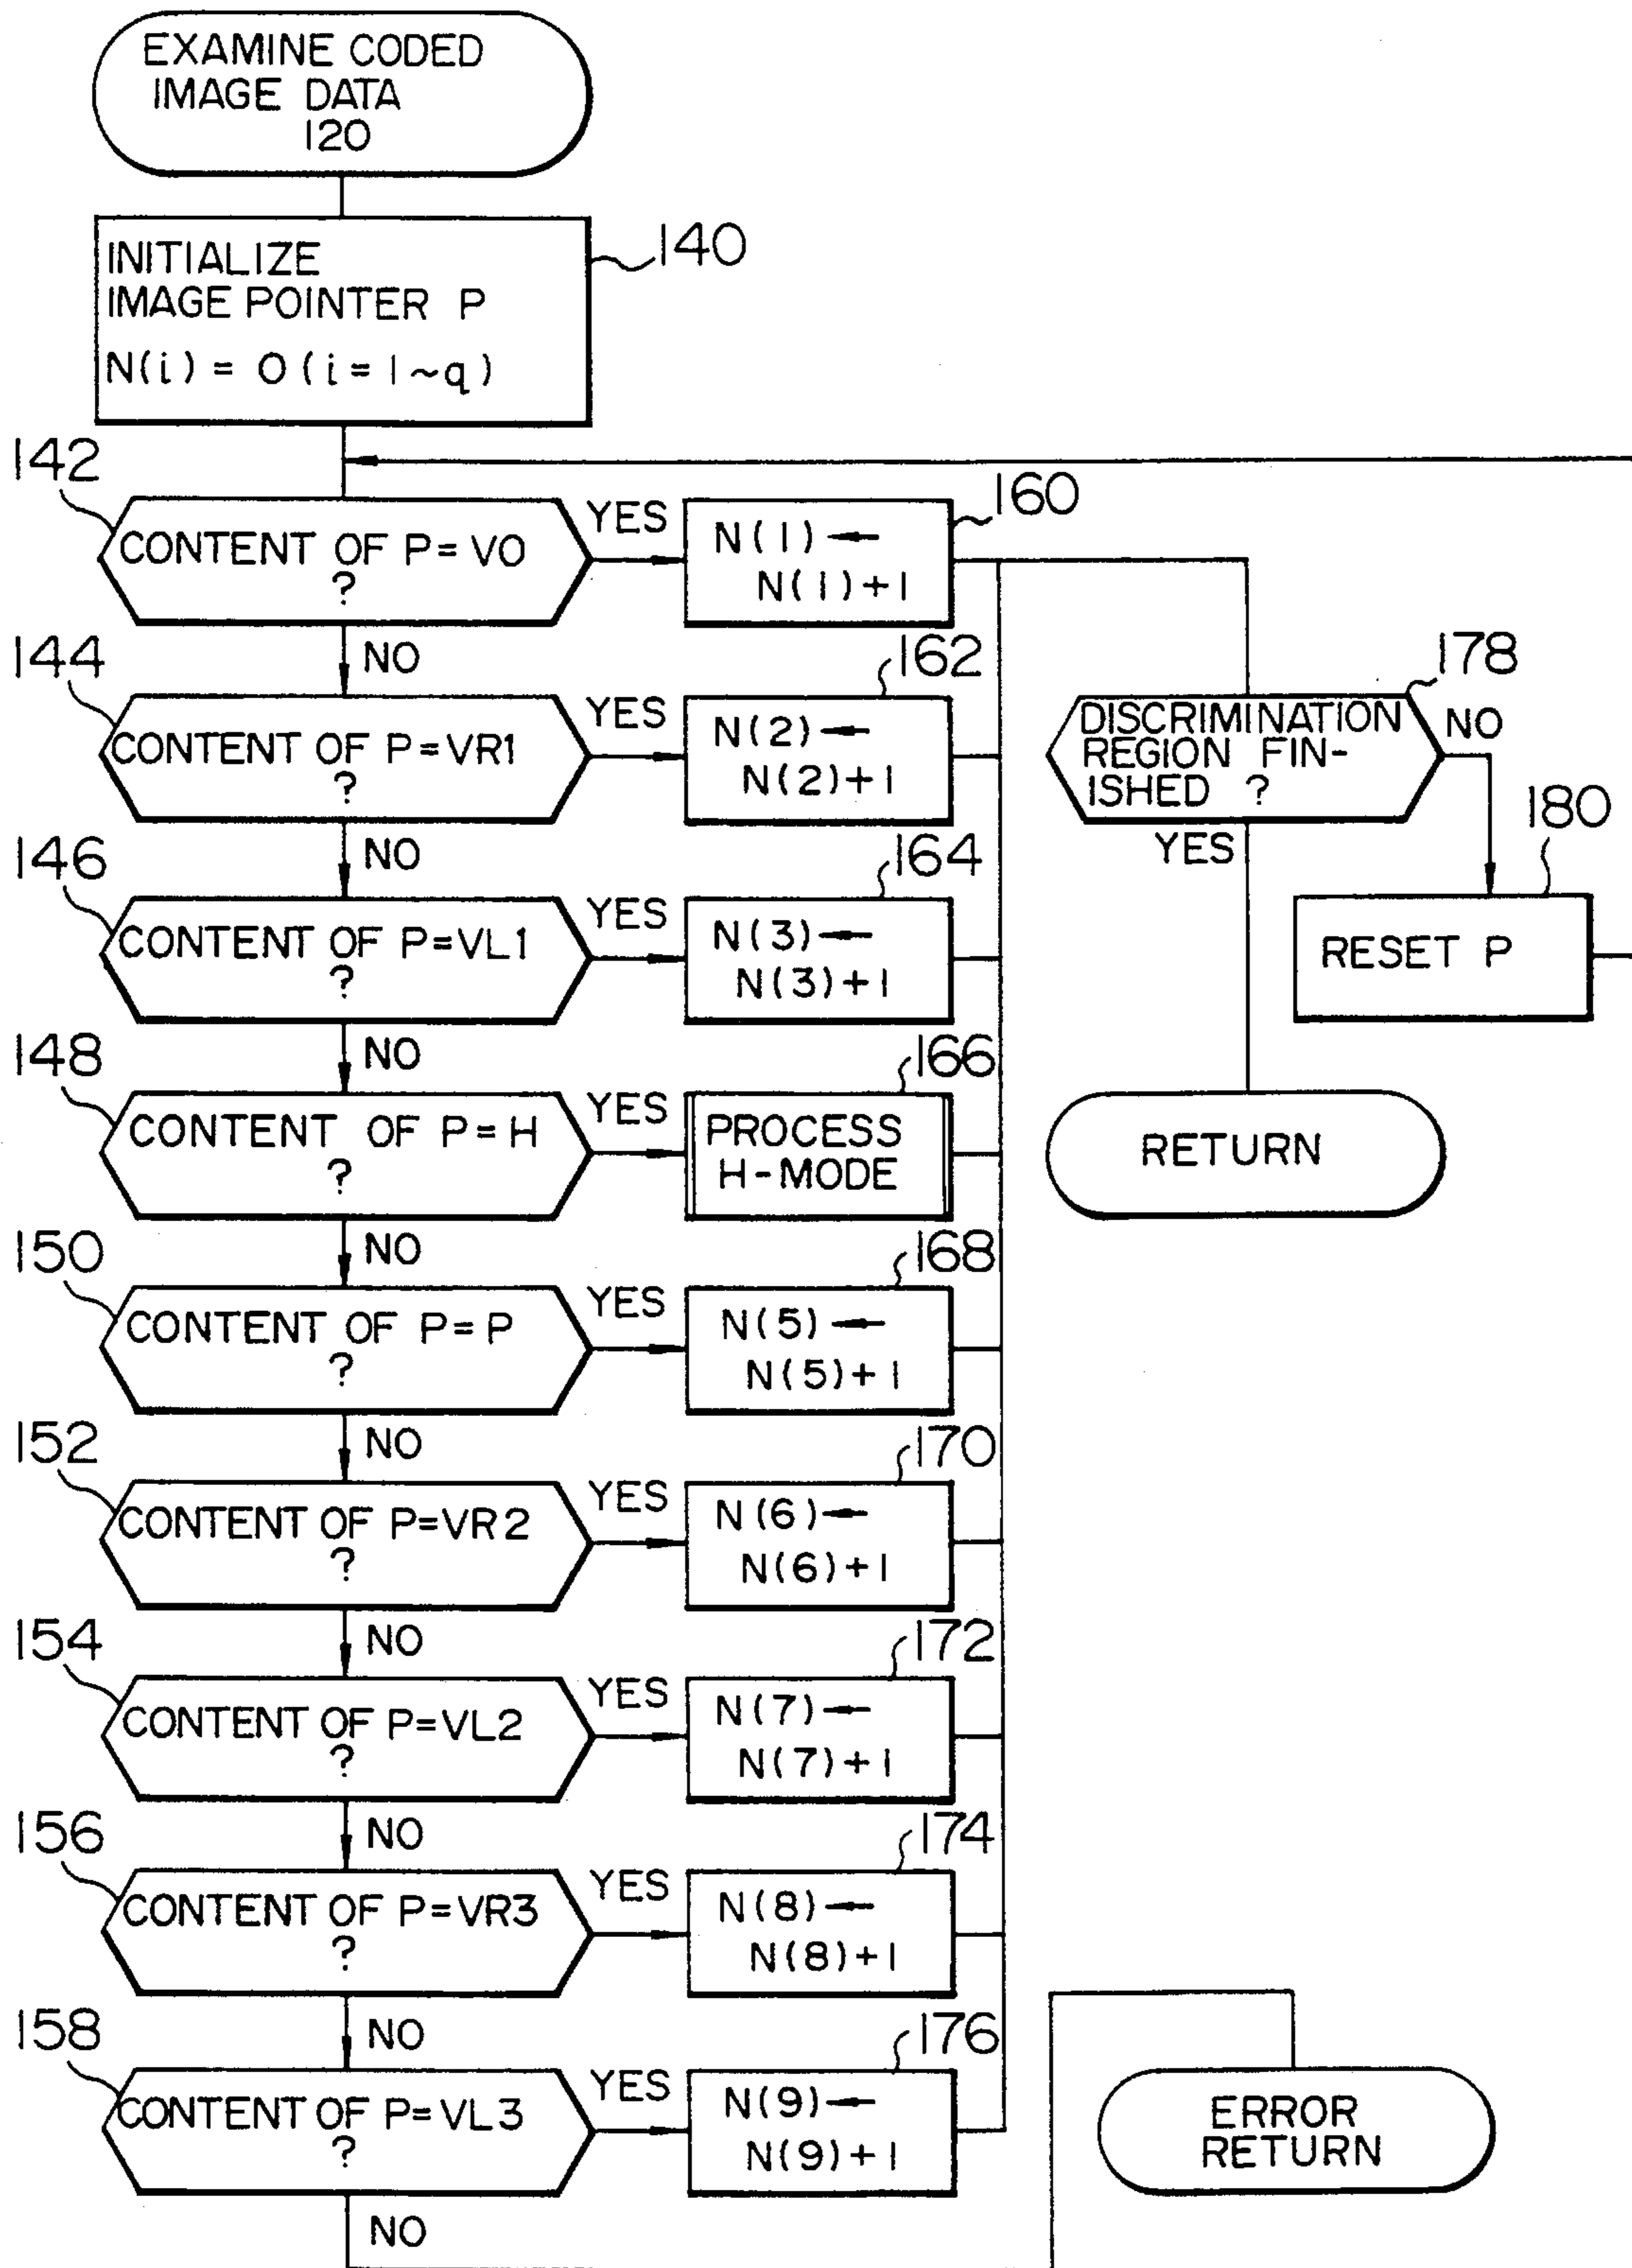 EXAMINE CODED
IMAGE DATA
120
INITIALIZE
IMAGE POINTER P
N(i) = 0 (i = 1~q)
140
142
CONTENT OF P=V0
?
YES
N(1)←
N(1)+1
160
NO
144
CONTENT OF P=VR1
?
YES
N(2)←
N(2)+1
162
178
DISCRIMINATION
REGION FIN-
ISHED ?
NO
YES
180
RESET P
NO
146
CONTENT OF P=VL1
?
YES
N(3)←
N(3)+1
164
NO
148
CONTENT OF P=H
?
YES
PROCESS
H-MODE
166
RETURN
NO
150
CONTENT OF P=P
?
YES
N(5)←
N(5)+1
168
NO
152
CONTENT OF P=VR2
?
YES
N(6)←
N(6)+1
170
NO
154
CONTENT OF P=VL2
?
YES
N(7)←
N(7)+1
172
NO
156
CONTENT OF P=VR3
?
YES
N(8)←
N(8)+1
174
NO
158
CONTENT OF P=VL3
?
YES
N(9)←
N(9)+1
176
NO
ERROR
RETURN